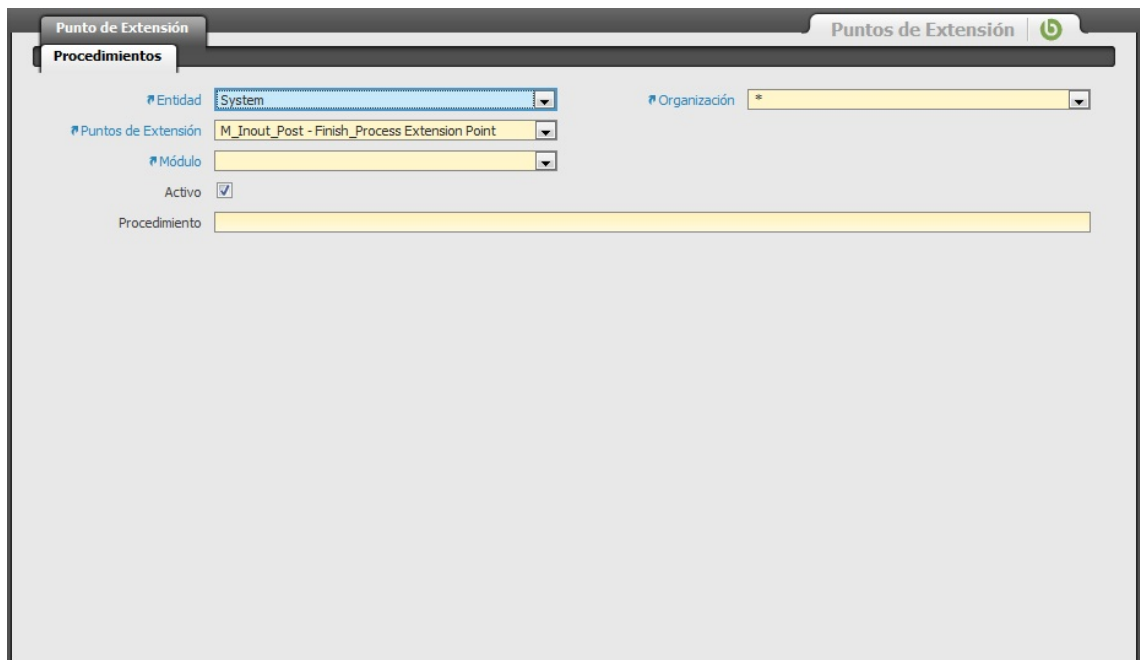 Punto de Extensión
Puntos de Extensión
Procedimientos
Entidad System Organización *
Puntos de Extensión M_Inout_Post - Finish_Process Extension Point
Módulo
Activo
Procedimiento